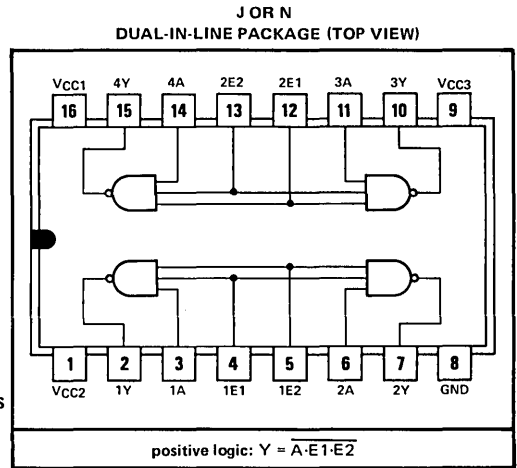 J OR N
DUAL-IN-LINE PACKAGE (TOP VIEW)
VCC1 4Y 4A 2E2 2E1 3A 3Y VCC3
16 15 14 13 12 11 10 9
1 2 3 4 5 6 7 8
VCC2 1Y 1A 1E1 1E2 2A 2Y GND
S
positive logic: Y = A·E1·E2